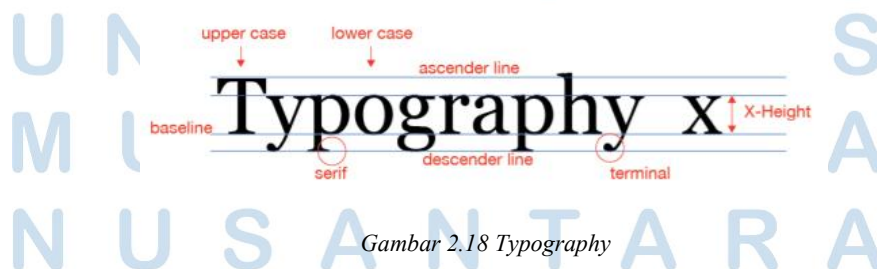 upper case lower case
ascender line
Typography x
X-Height
baseline
descender line
serif terminal
U N S
M U A
N U S A N T A R A
Gambar 2.18 Typography